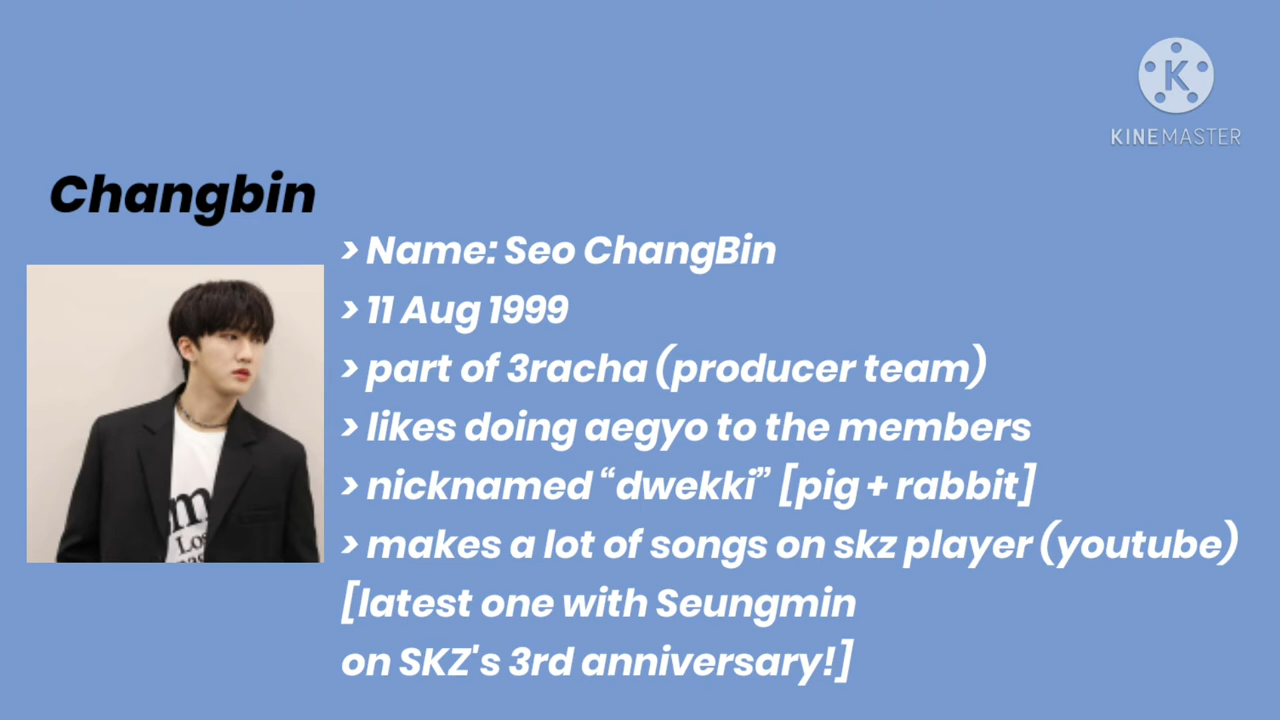 K
KINEMASTER
Changbin
> Name: Seo ChangBin
> 11 Aug 1999
> part of 3racha (producer team)
> likes doing aegyo to the members
> nicknamed “dwekki” [pig + rabbit]
> makes a lot of songs on skz player (youtube)
[latest one with Seungmin
on SKZ's 3rd anniversary!]
m
Los